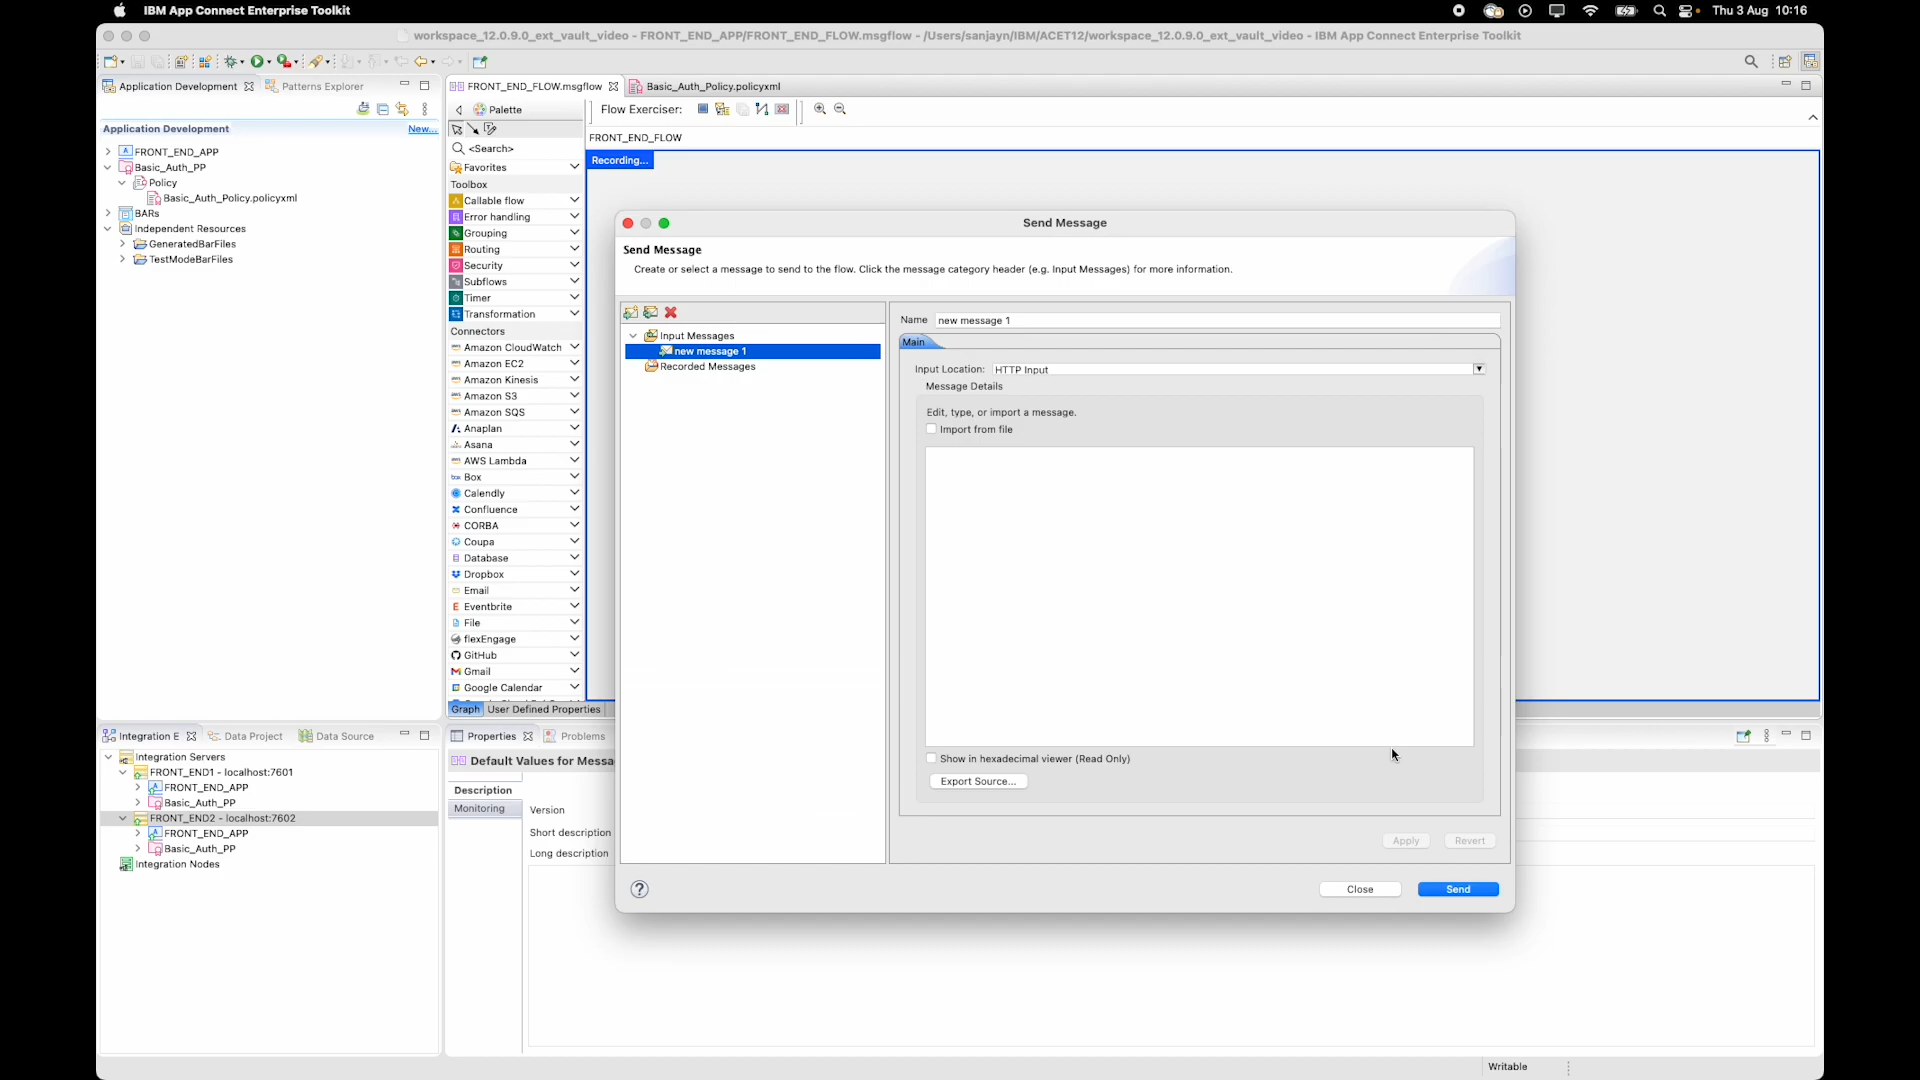 IBM App Connect Enterprise Toolkit
Thu 3 Aug 10:16
workspace_12.0.9.0_ext_vault_video - FRONT_END_APP/FRONT_END_FLOW.msgflow - /Users/sanjayn/IBM/ACET12/workspace_12.0.9.0_ext_vault_video - IBM App Connect Enterprise Toolkit
Application Development
Patterns Explorer
Application Development
New...
FRONT_END_APP
Basic_Auth_PP
Policy
Basic_Auth_Policy.policyxml
BARs
Independent Resources
GeneratedBarFiles
TestModeBarFiles
FRONT_END_FLOW.msgflow
Basic_Auth_Policy.policyxml
Palette
Flow Exerciser:
FRONT_END_FLOW
Recording...
<Search>
Favorites
Toolbox
Callable flow
Error handling
Grouping
Routing
Security
Subflows
Timer
Transformation
Connectors
Amazon CloudWatch
Amazon EC2
Amazon Kinesis
Amazon S3
Amazon SQS
Anaplan
Asana
AWS Lambda
Box
Calendly
Confluence
CORBA
Coupa
Database
Dropbox
Email
Eventbrite
File
flexEngage
GitHub
Gmail
Google Calendar
Graph
User Defined Properties
Send Message
Send Message
Create or select a message to send to the flow. Click the message category header (e.g. Input Messages) for more information.
Input Messages
new message 1
Recorded Messages
Name
new message 1
Main
Input Location:
HTTP Input
Message Details
Edit, type, or import a message.
Import from file
Show in hexadecimal viewer (Read Only)
Export Source...
Apply
Revert
Close
Send
Integration E
Data Project
Data Source
Integration Servers
FRONT_END1 - localhost:7601
FRONT_END_APP
Basic_Auth_PP
FRONT_END2 - localhost:7602
FRONT_END_APP
Basic_Auth_PP
Integration Nodes
Properties
Problems
Default Values for Messa
Description
Monitoring
Version
Short description
Long description
Writable